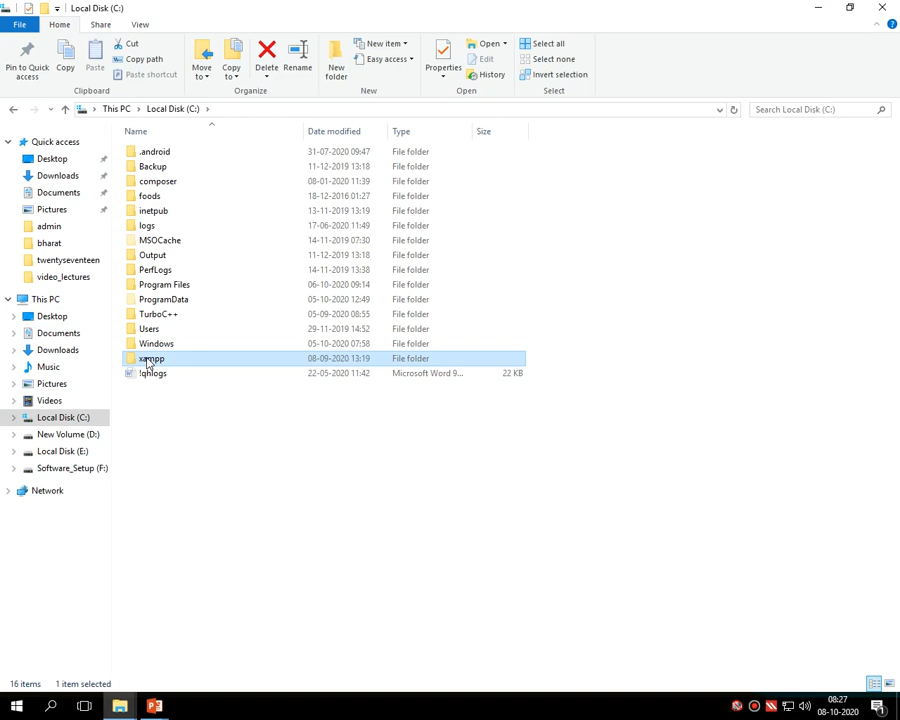 Local Disk (C:)
File Home Share View
Pin to Quick access
Copy
Paste
Cut
Copy path
Paste shortcut
Clipboard
Move to
Copy to
Delete
Rename
Organize
New folder
New item
Easy access
New
Properties
Open
Edit
History
Open
Select all
Select none
Invert selection
Select
This PC Local Disk (C:)
Search Local Disk (C:)
Name Date modified Type Size
Quick access
Desktop
Downloads
Documents
Pictures
admin
bharat
twentyseventeen
video_lectures
This PC
Desktop
Documents
Downloads
Music
Pictures
Videos
Local Disk (C:)
New Volume (D:)
Local Disk (E:)
Software_Setup (F:)
Network
.android 31-07-2020 09:47 File folder
Backup 11-12-2019 13:18 File folder
composer 08-01-2020 11:39 File folder
foods 18-12-2016 01:27 File folder
inetpub 13-11-2019 13:19 File folder
logs 17-06-2020 11:49 File folder
MSOCache 14-11-2019 07:30 File folder
Output 11-12-2019 13:18 File folder
PerfLogs 14-11-2019 13:38 File folder
Program Files 06-10-2020 09:14 File folder
ProgramData 05-10-2020 12:49 File folder
TurboC++ 05-09-2020 08:55 File folder
Users 29-11-2019 14:52 File folder
Windows 05-10-2020 07:58 File folder
xampp 08-09-2020 13:19 File folder
!qhlogs 22-05-2020 11:42 Microsoft Word 9... 22 KB
16 items 1 item selected
08:27
08-10-2020